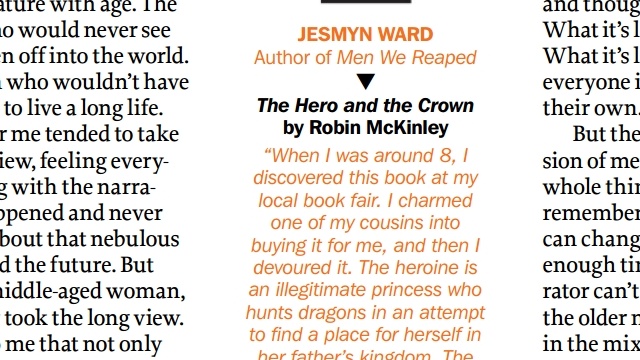 ature with age. The
ho would never see
en off into the world.
who wouldn't have
to live a long life.
r me tended to take
iew, feeling every-
g with the narra-
ppened and never
bout that nebulous
d the future. But
niddle-aged woman,
took the long view.
o me that not only
JESMYN WARD
Author of Men We Reaped
The Hero and the Crown
by Robin McKinley
“When I was around 8, I
discovered this book at my
local book fair. I charmed
one of my cousins into
buying it for me, and then I
devoured it. The heroine is
an illegitimate princess who
hunts dragons in an attempt
to find a place for herself in
her father's kingdom. The
and thoug
What it's l
What it's l
everyone i
their own.
But the
sion of me
whole thin
remember
can chang
enough tin
rator can't
the older n
in the mix